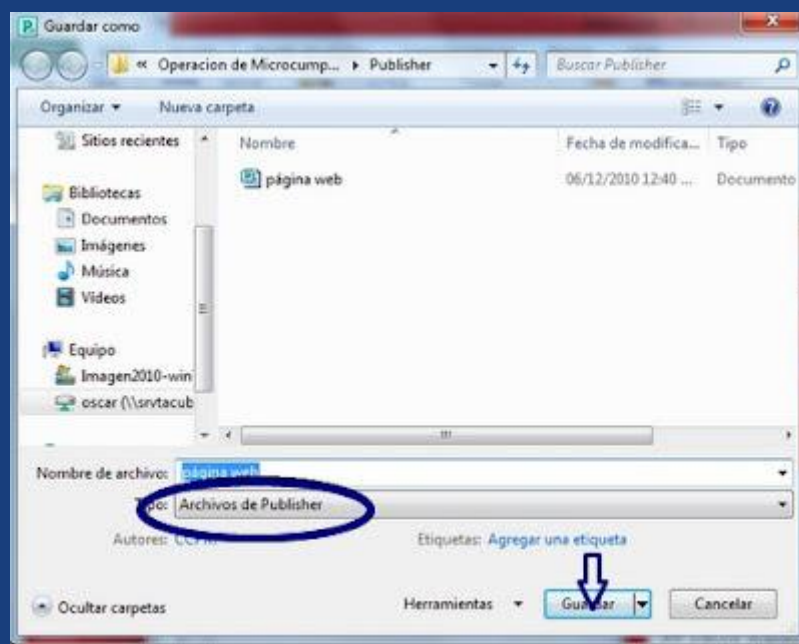 Guardar como
« Operacion de Microcump... ▸ Publisher
Buscar Publisher
Organizar Nueva carpeta
Sitios recientes
Nombre Fecha de modifica... Tipo
página web 06/12/2010 12:40 ... Documento
Bibliotecas
Documentos
Imágenes
Música
Vídeos
Equipo
Imagen2010-win
oscar (\\srvtacub
Nombre de archivo: página web
Tipo: Archivos de Publisher
Autores: Etiquetas: Agregar una etiqueta
Ocultar carpetas Herramientas Guardar Cancelar